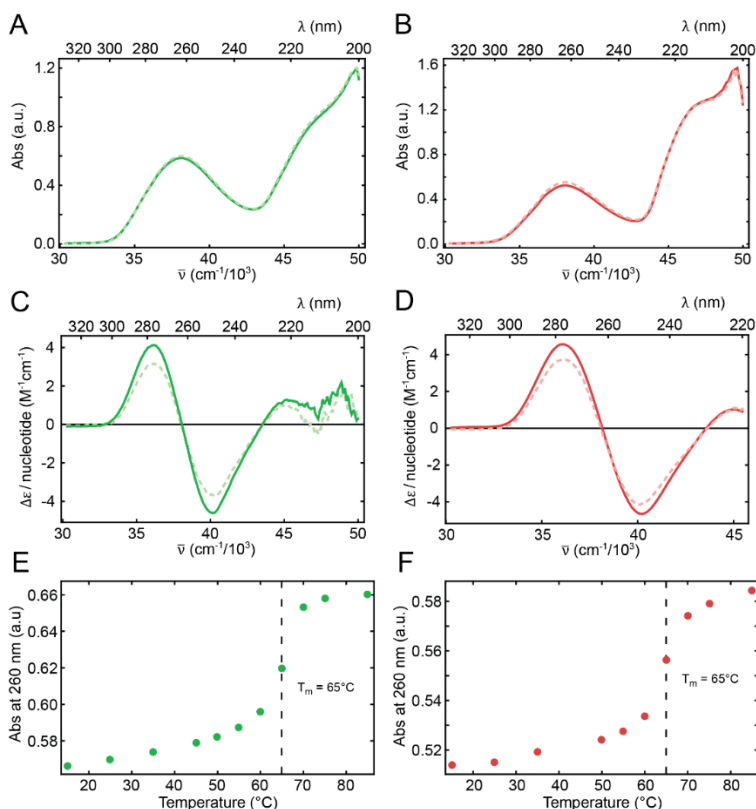 A
λ (nm)
320 300 280 260 240 220 200
1.2
0.8
0.4
0.0
Abs (a.u.)
30 35 40 45 50
ν̅ (cm⁻¹/10³)
B
λ (nm)
320 300 280 260 240 220 200
1.6
1.2
0.8
0.4
0.0
Abs (a.u.)
30 35 40 45 50
ν̅ (cm⁻¹/10³)
C
λ (nm)
320 300 280 260 240 220 200
4
2
0
-2
-4
Δε / nucleotide (M⁻¹cm⁻¹)
30 35 40 45 50
ν̅ (cm⁻¹/10³)
D
λ (nm)
320 300 280 260 240 220
4
2
0
-2
-4
Δε / nucleotide (M⁻¹cm⁻¹)
30 35 40 45
ν̅ (cm⁻¹/10³)
E
0.66
0.62
0.60
0.58
Abs at 260 nm (a.u)
Tₘ = 65°C
20 30 40 50 60 70 80
Temperature (°C)
F
0.58
0.56
0.54
0.52
Abs at 260 nm (a.u.)
Tₘ = 65°C
20 30 40 50 60 70 80
Temperature (°C)